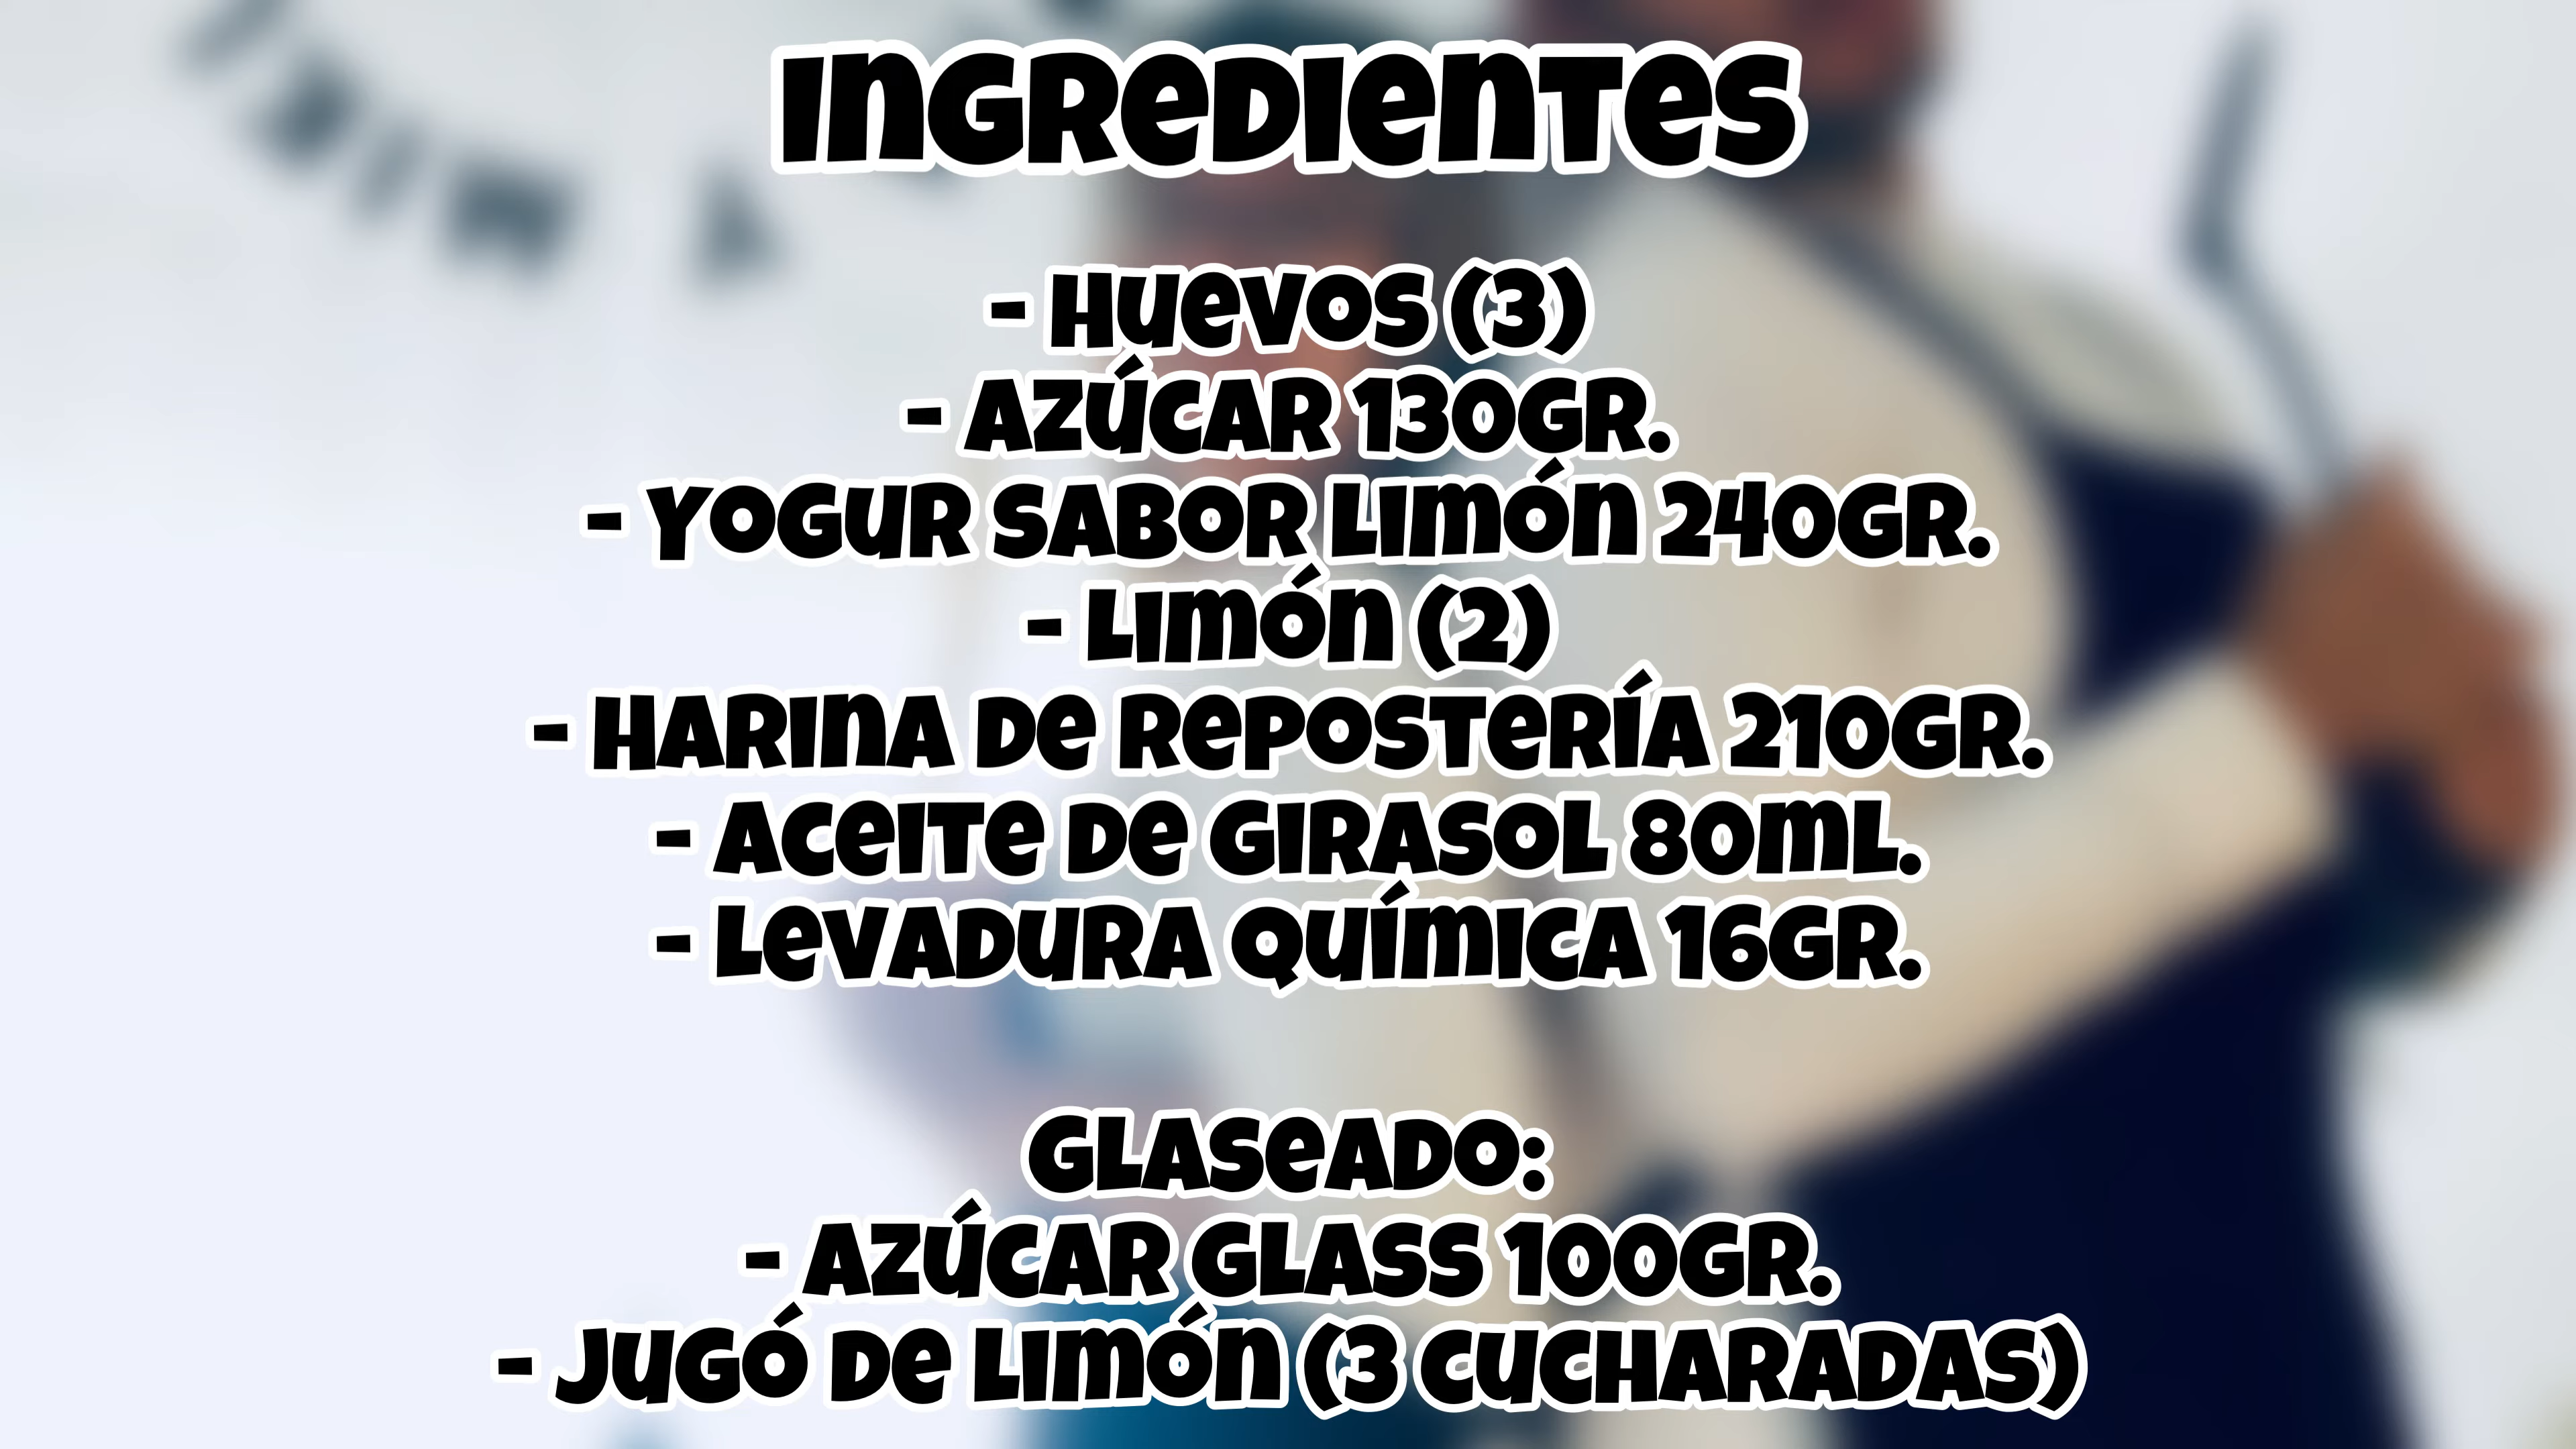 Ingredientes
- Huevos (3)
- Azúcar 130gr.
- Yogur sabor limón 240gr.
- Limón (2)
- Harina de repostería 210gr.
- Aceite de girasol 80ml.
- Levadura química 16gr.
Glaseado:
- Azúcar glass 100gr.
- Jugó de limón (3 cucharadas)